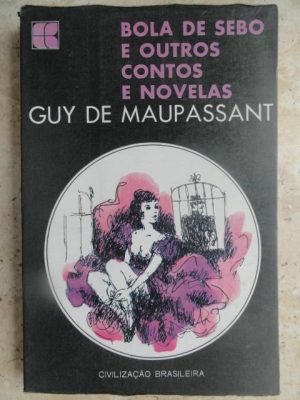 BOLA DE SEBO
E OUTROS
CONTOS
E NOVELAS
GUY DE MAUPASSANT
CIVILIZAÇÃO BRASILEIRA